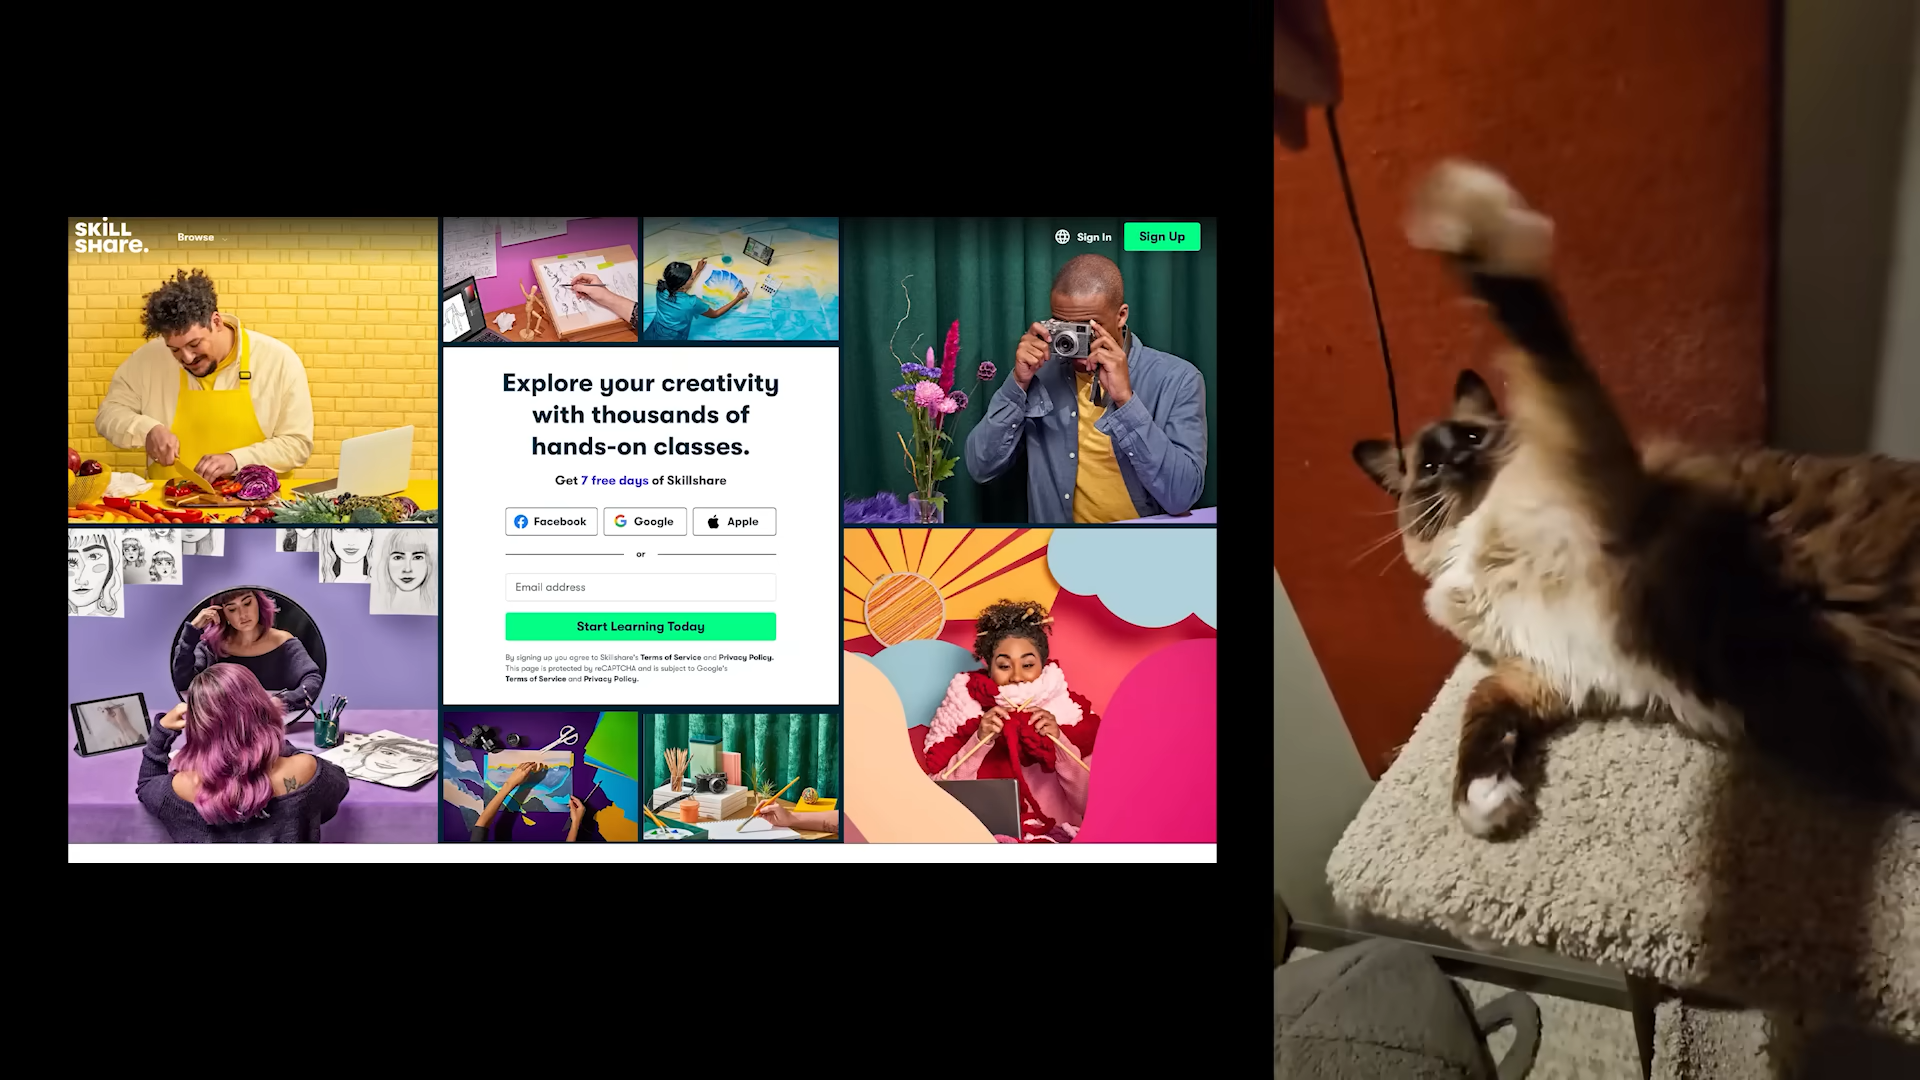 SKILL
SHare.
Browse
Sign In
Sign Up
Explore your creativity
with thousands of
hands-on classes.
Get 7 free days of Skillshare
Facebook
Google
Apple
or
Email address
Start Learning Today
By signing up you agree to Skillshare's Terms of Service and Privacy Policy.
This page is protected by reCAPTCHA and is subject to Google's
Terms of Service and Privacy Policy.